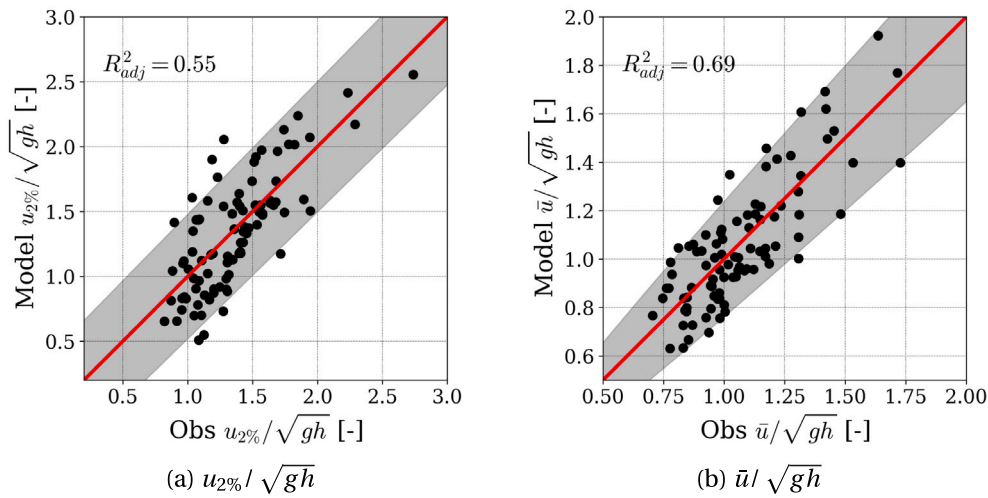 R²adj = 0.55
3.0
2.5
2.0
1.5
1.0
0.5
Model u2%/√gh [-]
0.5 1.0 1.5 2.0 2.5 3.0
Obs u2%/√gh [-]
(a) u2%/ √gh
R²adj = 0.69
2.0
1.8
1.6
1.4
1.2
1.0
0.8
0.6
Model ū/√gh [-]
0.50 0.75 1.00 1.25 1.50 1.75 2.00
Obs ū/√gh [-]
(b) ū/ √gh